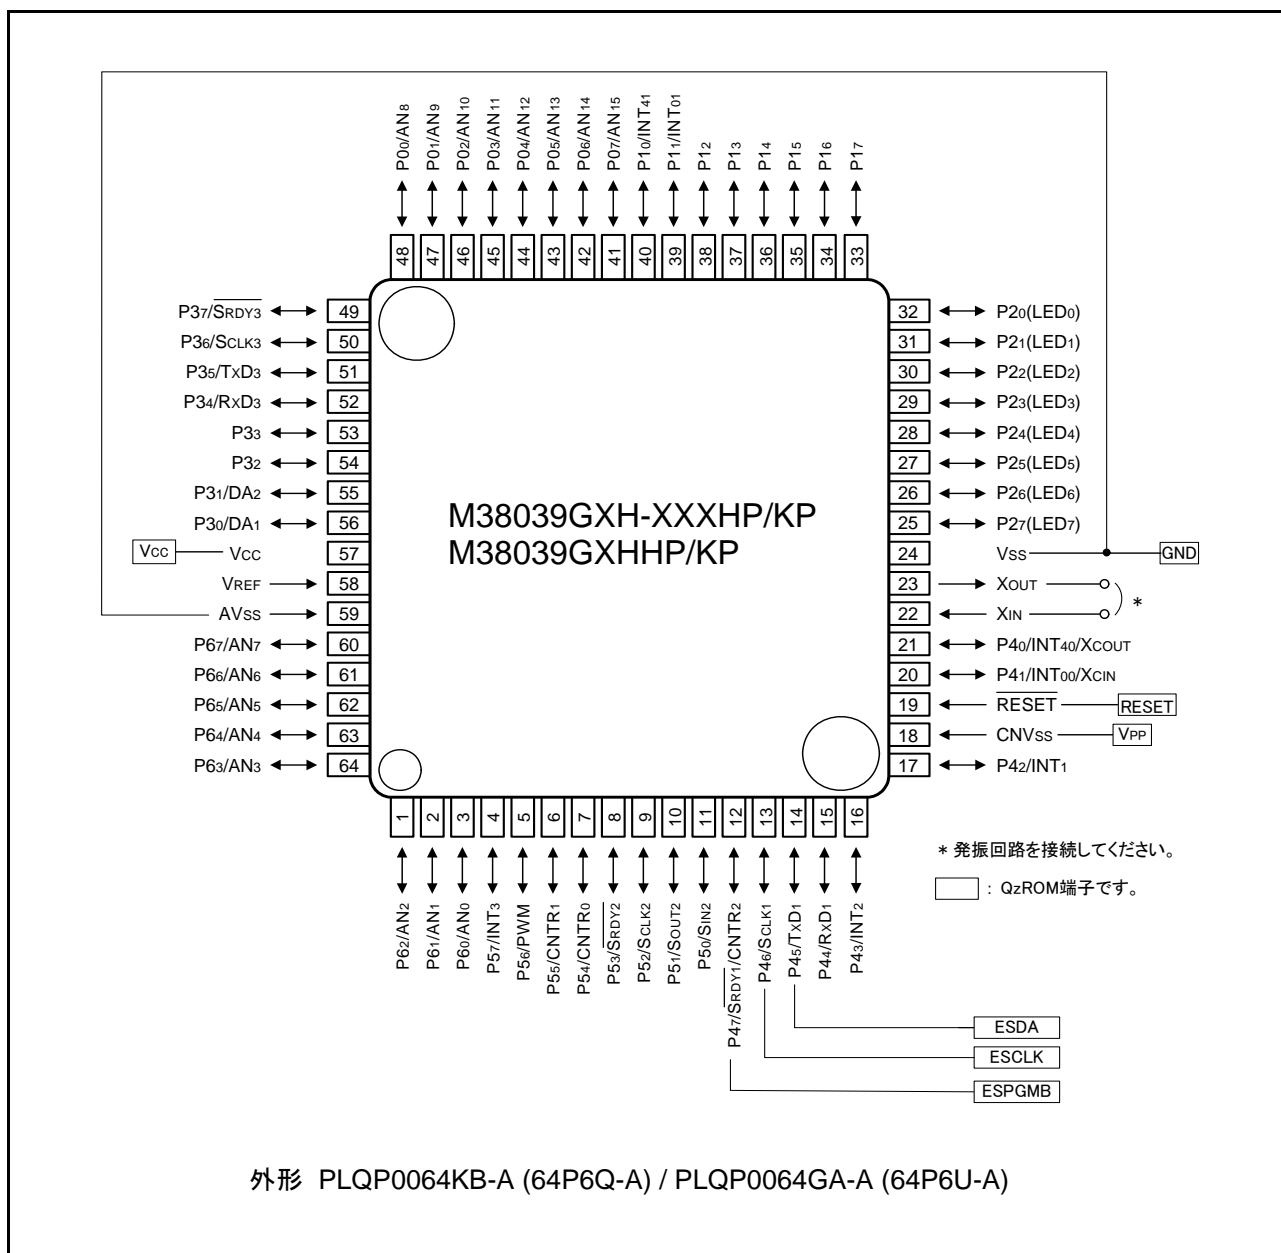 P00/AN8
P01/AN9
P02/AN10
P03/AN11
P04/AN12
P05/AN13
P06/AN14
P07/AN15
P10/INT41
P11/INT01
P12
P13
P14
P15
P16
P17
48 47 46 45 44 43 42 41 40 39 38 37 36 35 34 33
P37/SRDY3 49
P36/SCLK3 50
P35/TXD3 51
P34/RXD3 52
P33 53
P32 54
P31/DA2 55
P30/DA1 56
VCC VCC 57
VREF 58
AVSS 59
P67/AN7 60
P66/AN6 61
P65/AN5 62
P64/AN4 63
P63/AN3 64
M38039GXH-XXXHP/KP
M38039GXHHP/KP
32 P20(LED0)
31 P21(LED1)
30 P22(LED2)
29 P23(LED3)
28 P24(LED4)
27 P25(LED5)
26 P26(LED6)
25 P27(LED7)
24 VSS GND
23 XOUT
22 XIN *
21 P40/INT40/XCOUT
20 P41/INT00/XCIN
19 RESET RESET
18 CNVSS VPP
17 P42/INT1
1 2 3 4 5 6 7 8 9 10 11 12 13 14 15 16
P62/AN2
P61/AN1
P60/AN0
P57/INT3
P56/PWM
P55/CNTR1
P54/CNTR0
P53/SRDY2
P52/SCLK2
P51/SOUT2
P50/SIN2
P47/SRDY1/CNTR2
P46/SCLK1
P45/TXD1
P44/RXD1
P43/INT2
* 発振回路を接続してください。
: QzROM端子です。
ESDA
ESCLK
ESPGMB
外形 PLQP0064KB-A (64P6Q-A) / PLQP0064GA-A (64P6U-A)